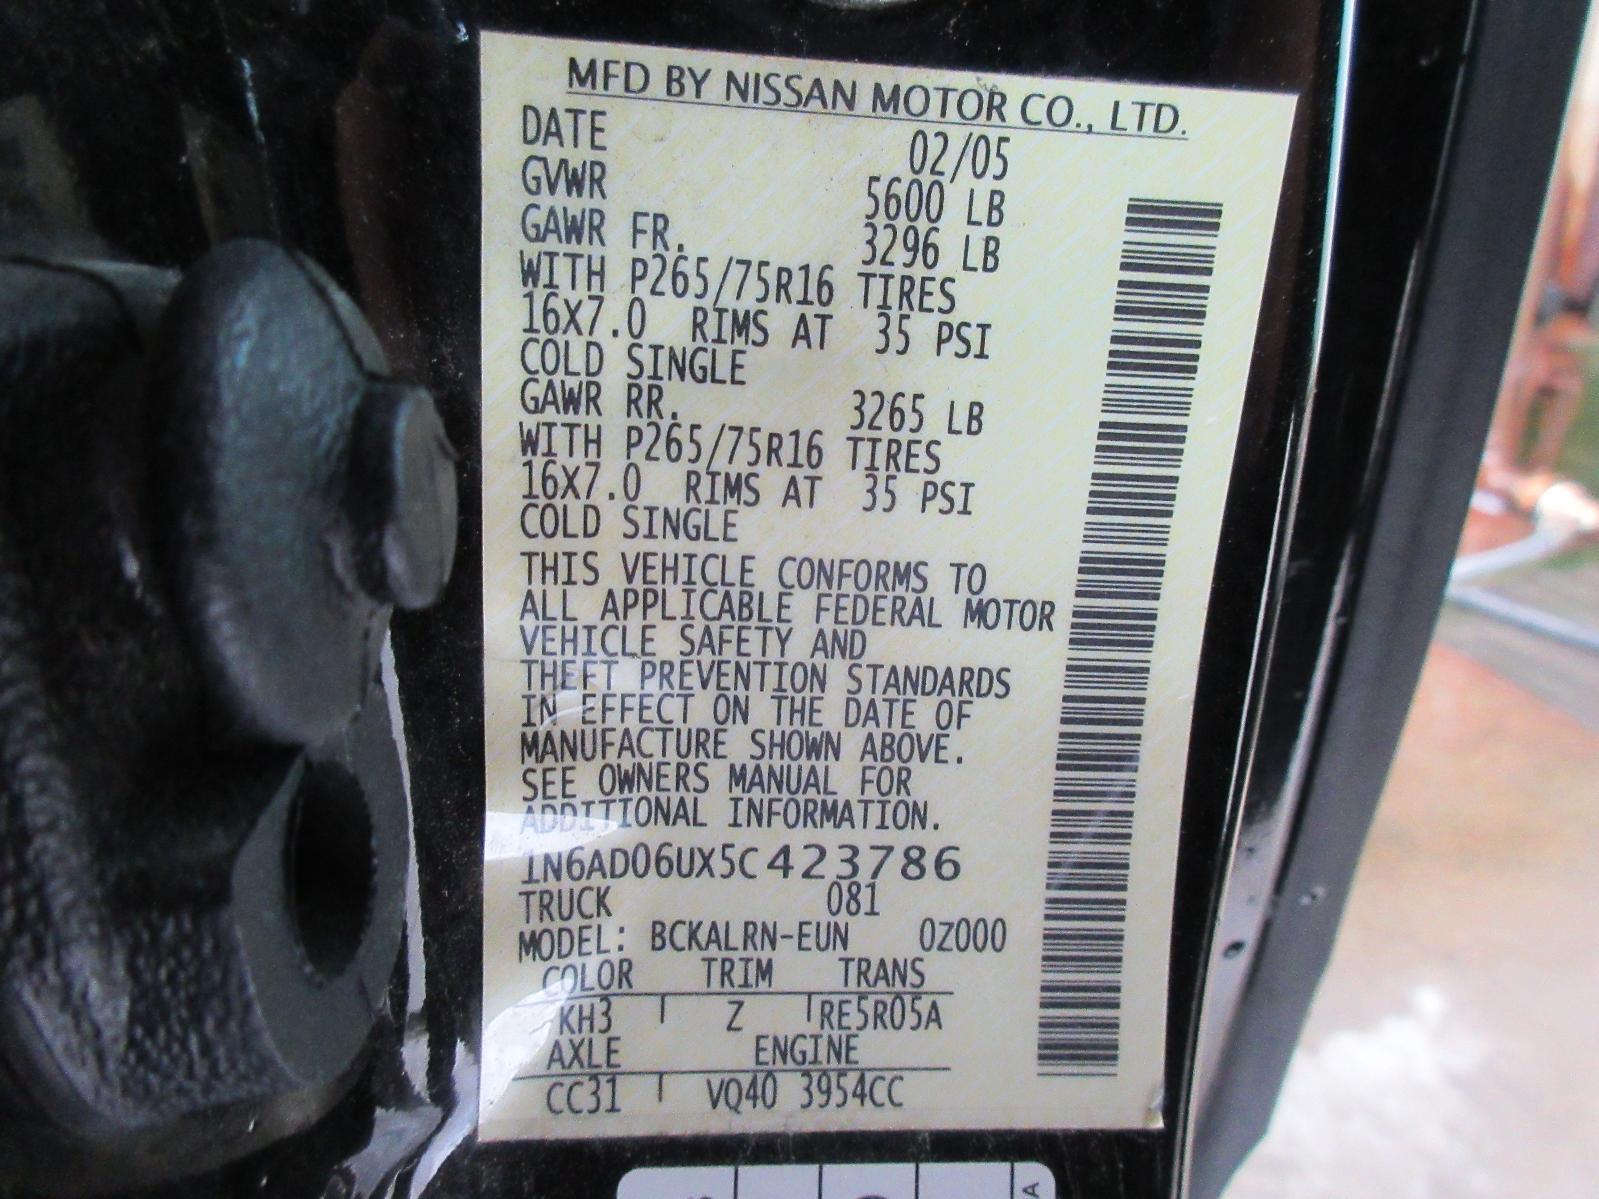 MFD BY NISSAN MOTOR CO., LTD.
DATE 02/05
GVWR 5600 LB
GAWR FR. 3296 LB
WITH P265/75R16 TIRES
16X7.0 RIMS AT 35 PSI
COLD SINGLE
GAWR RR. 3265 LB
WITH P265/75R16 TIRES
16X7.0 RIMS AT 35 PSI
COLD SINGLE
THIS VEHICLE CONFORMS TO
ALL APPLICABLE FEDERAL MOTOR
VEHICLE SAFETY AND
THEFT PREVENTION STANDARDS
IN EFFECT ON THE DATE OF
MANUFACTURE SHOWN ABOVE.
SEE OWNERS MANUAL FOR
ADDITIONAL INFORMATION.
1N6AD06UX5C423786
TRUCK 081
MODEL: BCKALRN-EUN 0Z000
COLOR TRIM TRANS
KH3 Z RE5R05A
AXLE ENGINE
CC31 VQ40 3954CC